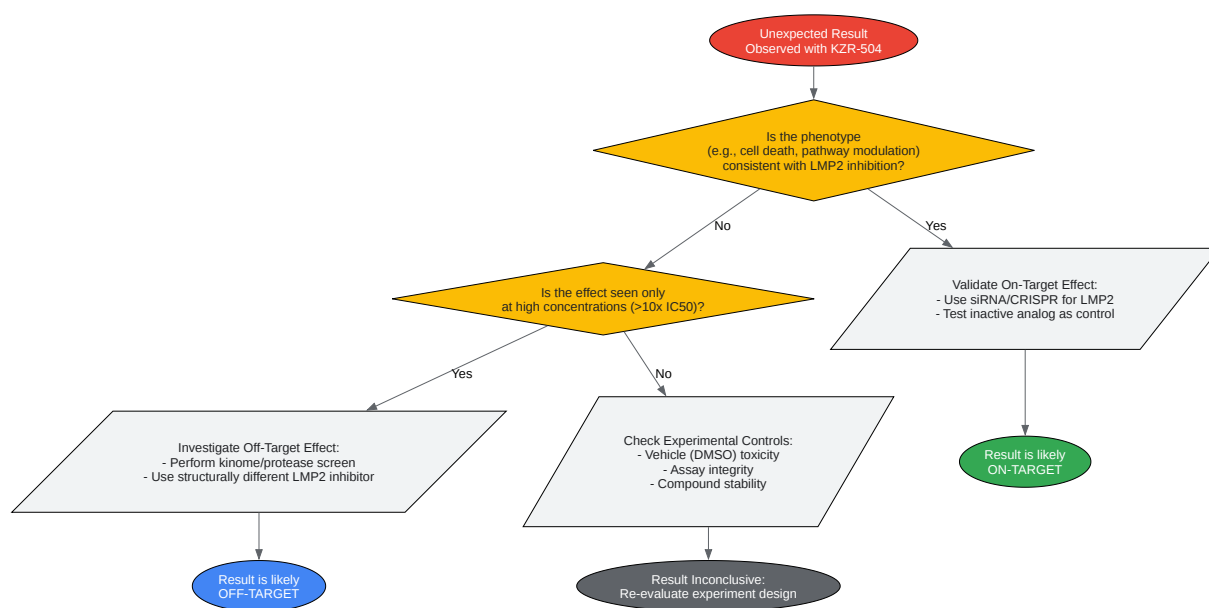 Unexpected Result
Observed with KZR-504
Is the phenotype
(e.g., cell death, pathway modulation)
consistent with LMP2 inhibition?
No
Yes
Is the effect seen only
at high concentrations (>10x IC50)?
Validate On-Target Effect:
- Use siRNA/CRISPR for LMP2
- Test inactive analog as control
Yes
No
Investigate Off-Target Effect:
- Perform kinome/protease screen
- Use structurally different LMP2 inhibitor
Check Experimental Controls:
- Vehicle (DMSO) toxicity
- Assay integrity
- Compound stability
Result is likely
ON-TARGET
Result is likely
OFF-TARGET
Result Inconclusive:
Re-evaluate experiment design